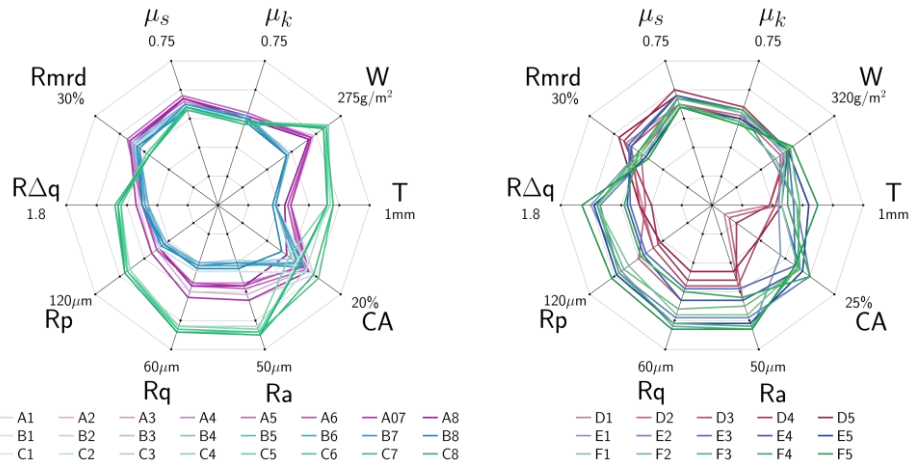 μs μk
0.75 0.75
Rmrd
30%
W
275g/m²
RΔq
1.8
T
1mm
120μm
Rp
20%
CA
60μm
Rq
50μm
Ra
A1 A2 A3 A4 A5 A6 A07 A8
B1 B2 B3 B4 B5 B6 B7 B8
C1 C2 C3 C4 C5 C6 C7 C8
μs μk
0.75 0.75
Rmrd
30%
W
320g/m²
RΔq
1.8
T
1mm
120μm
Rp
25%
CA
60μm
Rq
50μm
Ra
D1 D2 D3 D4 D5
E1 E2 E3 E4 E5
F1 F2 F3 F4 F5